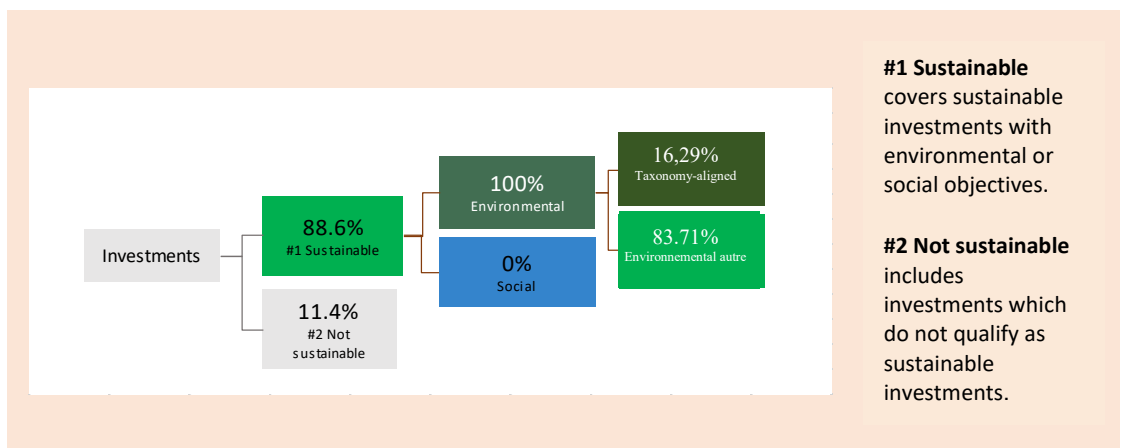 Investments
88.6%
#1 Sustainable
11.4%
#2 Not
sustainable
100%
Environmental
0%
Social
16,29%
Taxonomy-aligned
83.71%
Environnemental autre
#1 Sustainable
covers sustainable
investments with
environmental or
social objectives.
#2 Not sustainable
includes
investments which
do not qualify as
sustainable
investments.